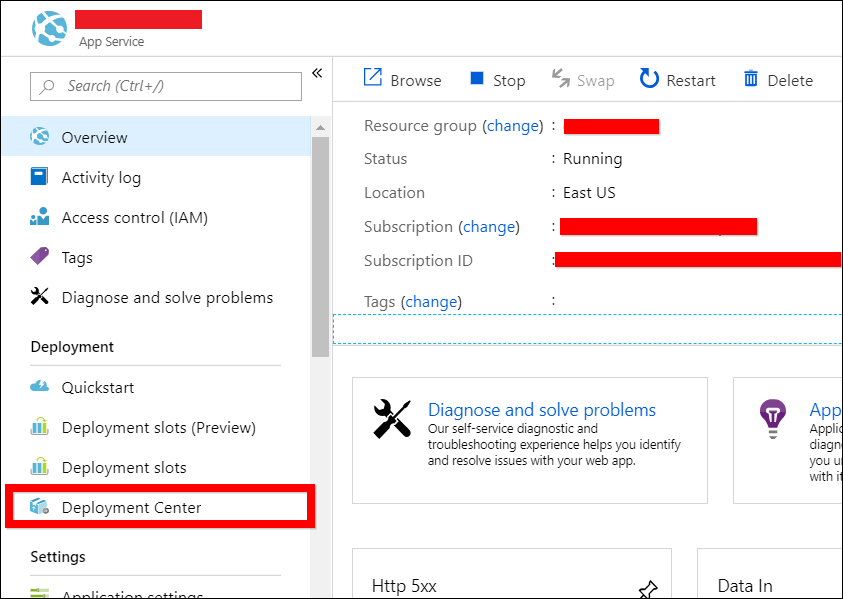 App Service
«
Search (Ctrl+/)
Overview
Activity log
Access control (IAM)
Tags
Diagnose and solve problems
Deployment
Quickstart
Deployment slots (Preview)
Deployment slots
Deployment Center
Settings
Application settings
Browse Stop Swap Restart Delete
Resource group (change) :
Status : Running
Location : East US
Subscription (change) :
Subscription ID :
Tags (change) :
Diagnose and solve problems
Our self-service diagnostic and
troubleshooting experience helps you identify
and resolve issues with your web app.
App
Applic
diagn
you u
with it
Http 5xx
Data In